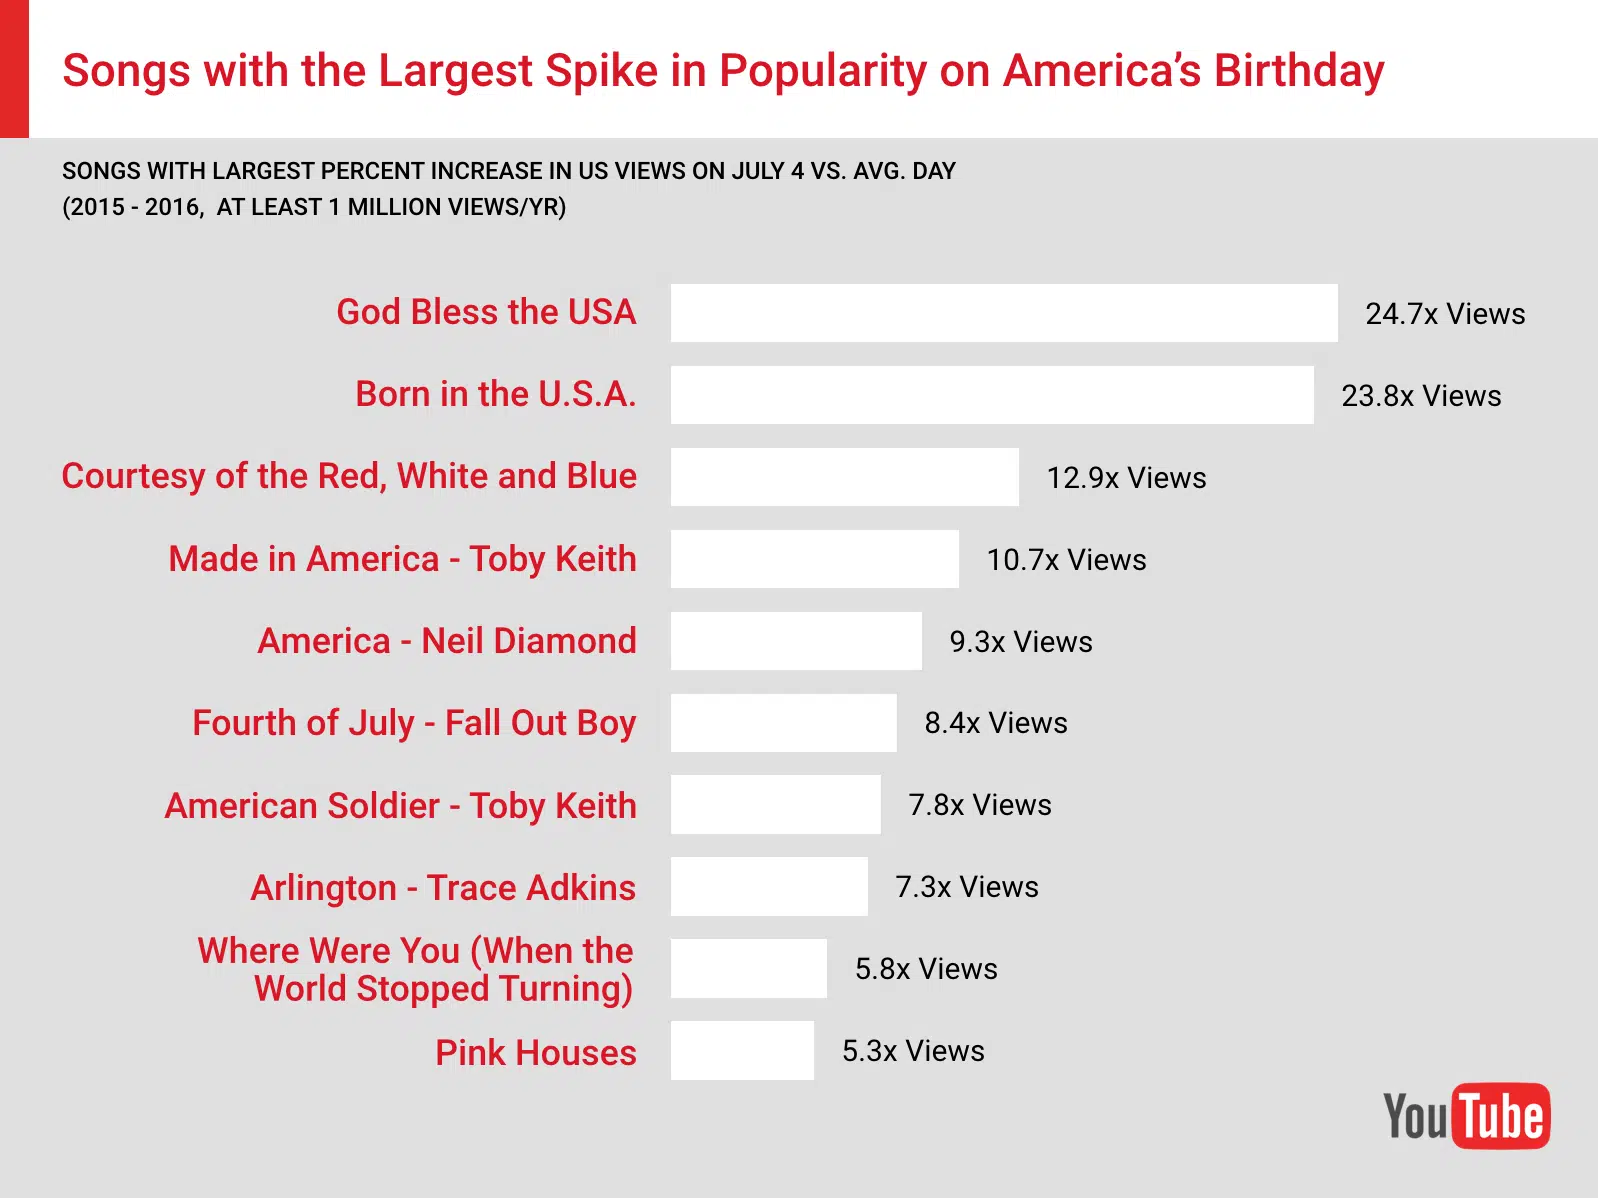 Songs with the Largest Spike in Popularity on America’s Birthday
SONGS WITH LARGEST PERCENT INCREASE IN US VIEWS ON JULY 4 VS. AVG. DAY
(2015 - 2016, AT LEAST 1 MILLION VIEWS/YR)
God Bless the USA 24.7x Views
Born in the U.S.A. 23.8x Views
Courtesy of the Red, White and Blue 12.9x Views
Made in America - Toby Keith 10.7x Views
America - Neil Diamond 9.3x Views
Fourth of July - Fall Out Boy 8.4x Views
American Soldier - Toby Keith 7.8x Views
Arlington - Trace Adkins 7.3x Views
Where Were You (When the
World Stopped Turning) 5.8x Views
Pink Houses 5.3x Views
YouTube